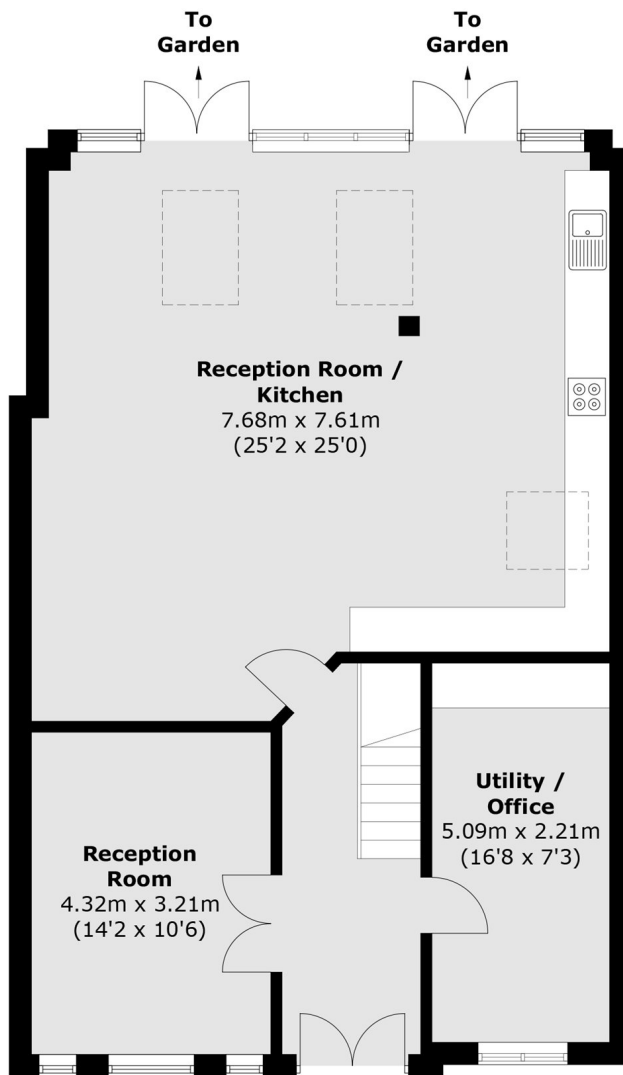 To
Garden
To
Garden
Reception Room /
Kitchen
7.68m x 7.61m
(25'2 x 25'0)
Reception
Room
4.32m x 3.21m
(14'2 x 10'6)
Utility /
Office
5.09m x 2.21m
(16'8 x 7'3)